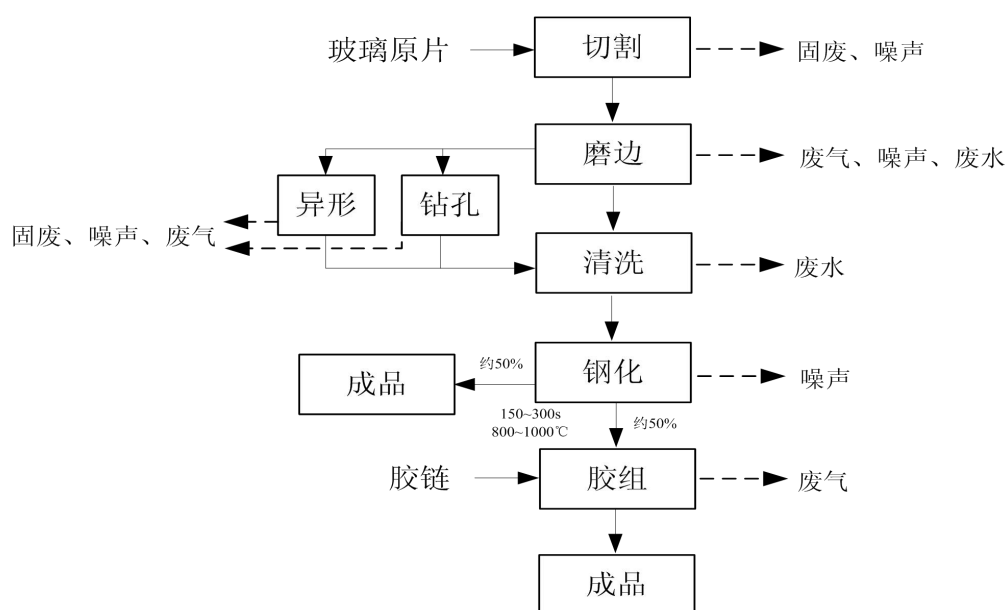 玻璃原片
切割
固废、噪声
磨边
废气、噪声、废水
异形
钻孔
固废、噪声、废气
清洗
废水
钢化
噪声
约50%
成品
150~300s
800~1000℃
约50%
胶链
胶组
废气
成品